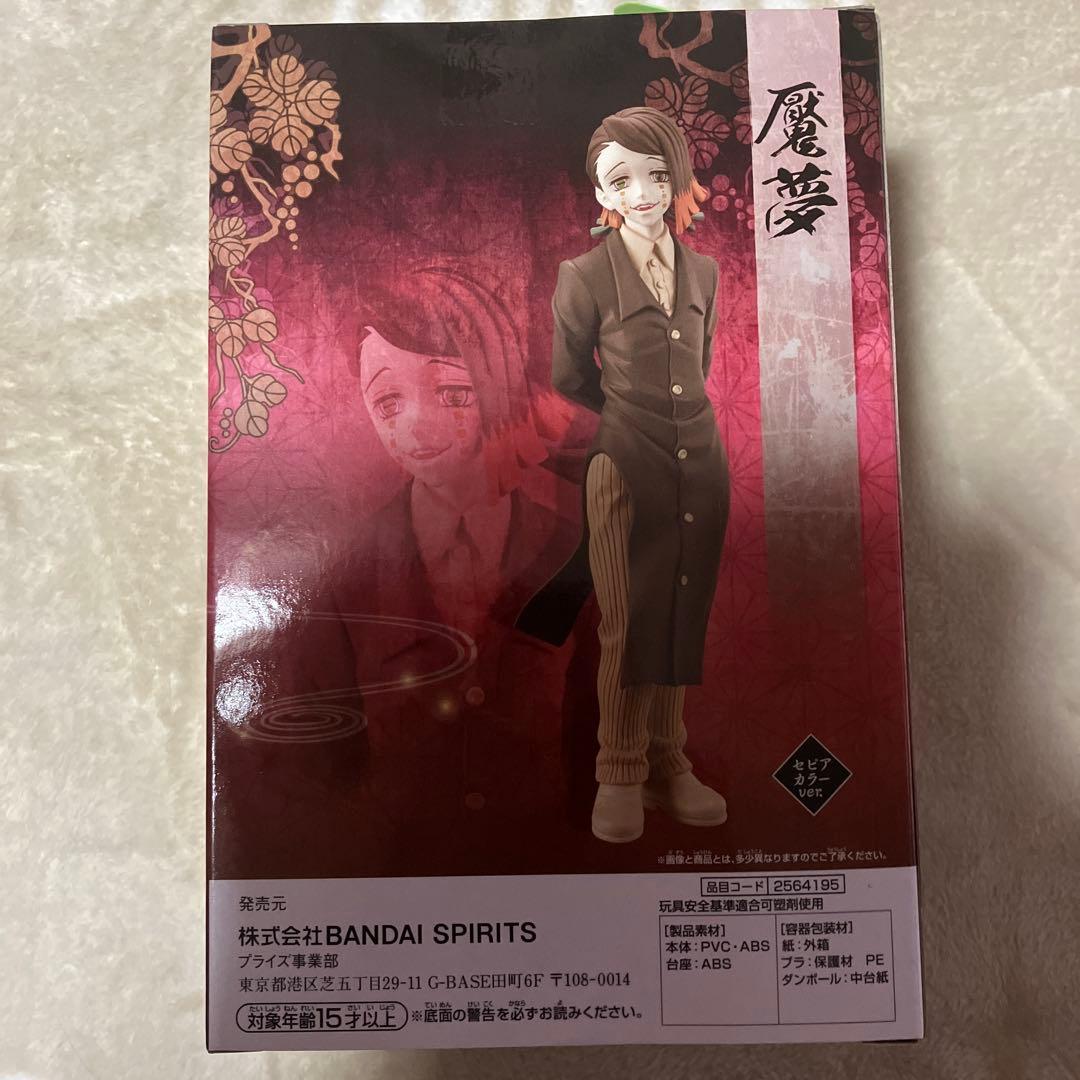 魘夢
セピア
カラー
ver.
※画像と商品とは、多少異なりますのでご了承ください。
品目コード 2564195
玩具安全基準適合可塑剤使用
[製品素材]
本体:PVC・ABS
台座:ABS
[容器包装材]
紙:外箱
プラ:保護材 PE
ダンボール:中台紙
発売元
株式会社BANDAI SPIRITS
プライズ事業部
東京都港区芝五丁目29-11 G-BASE田町6F 〒108-0014
対象年齢15才以上 ※底面の警告を必ずお読みください。